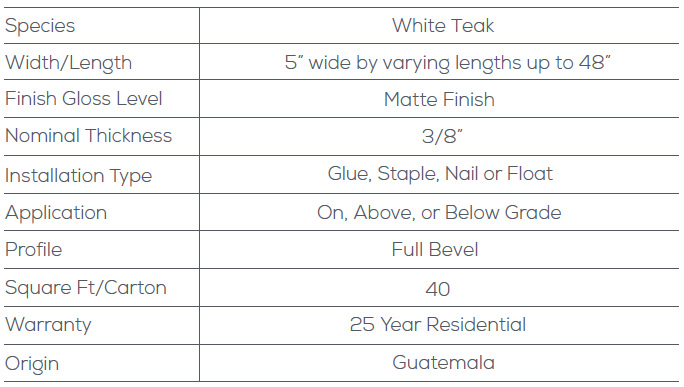 Species White Teak
Width/Length 5” wide by varying lengths up to 48”
Finish Gloss Level Matte Finish
Nominal Thickness 3/8”
Installation Type Glue, Staple, Nail or Float
Application On, Above, or Below Grade
Profile Full Bevel
Square Ft/Carton 40
Warranty 25 Year Residential
Origin Guatemala